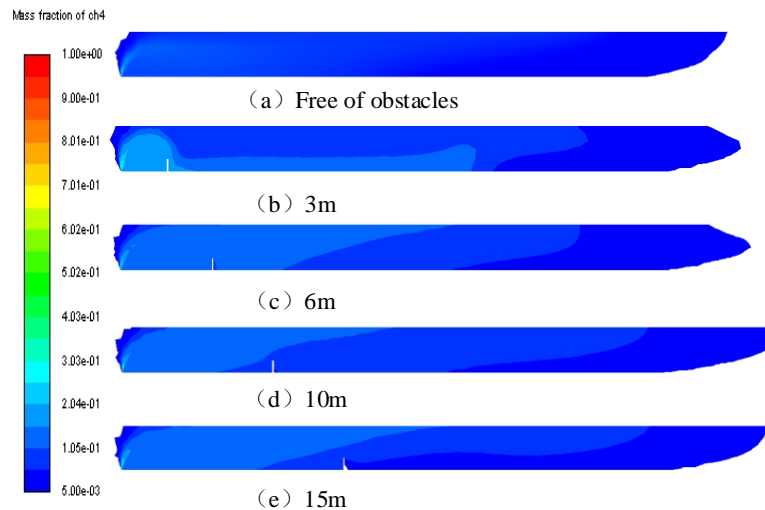 Mass fraction of ch4
1.00e+00
9.00e-01
8.01e-01
7.01e-01
6.02e-01
5.02e-01
4.03e-01
3.03e-01
2.04e-01
1.05e-01
5.00e-03
（a）Free of obstacles
（b）3m
（c）6m
（d）10m
（e）15m